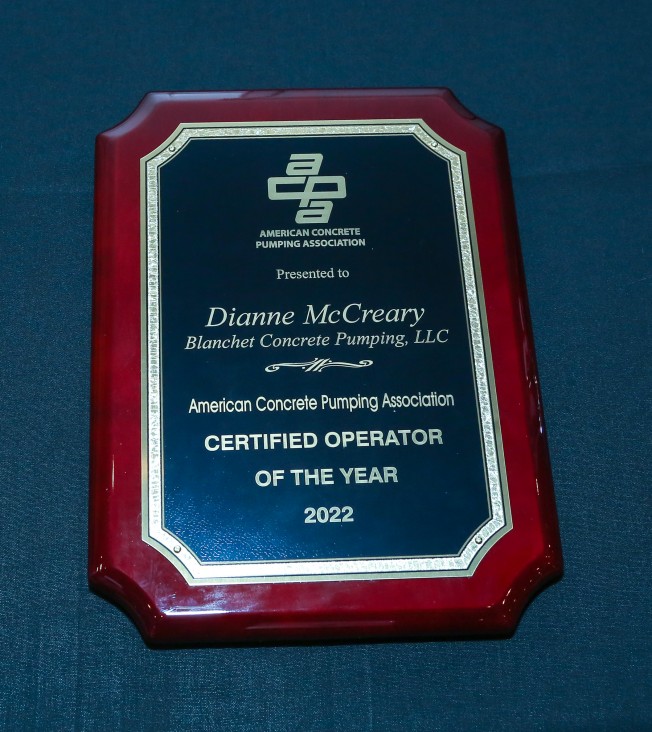 acpa
AMERICAN CONCRETE
PUMPING ASSOCIATION
Presented to
Dianne McCreary
Blanchet Concrete Pumping, LLC
American Concrete Pumping Association
CERTIFIED OPERATOR
OF THE YEAR
2022